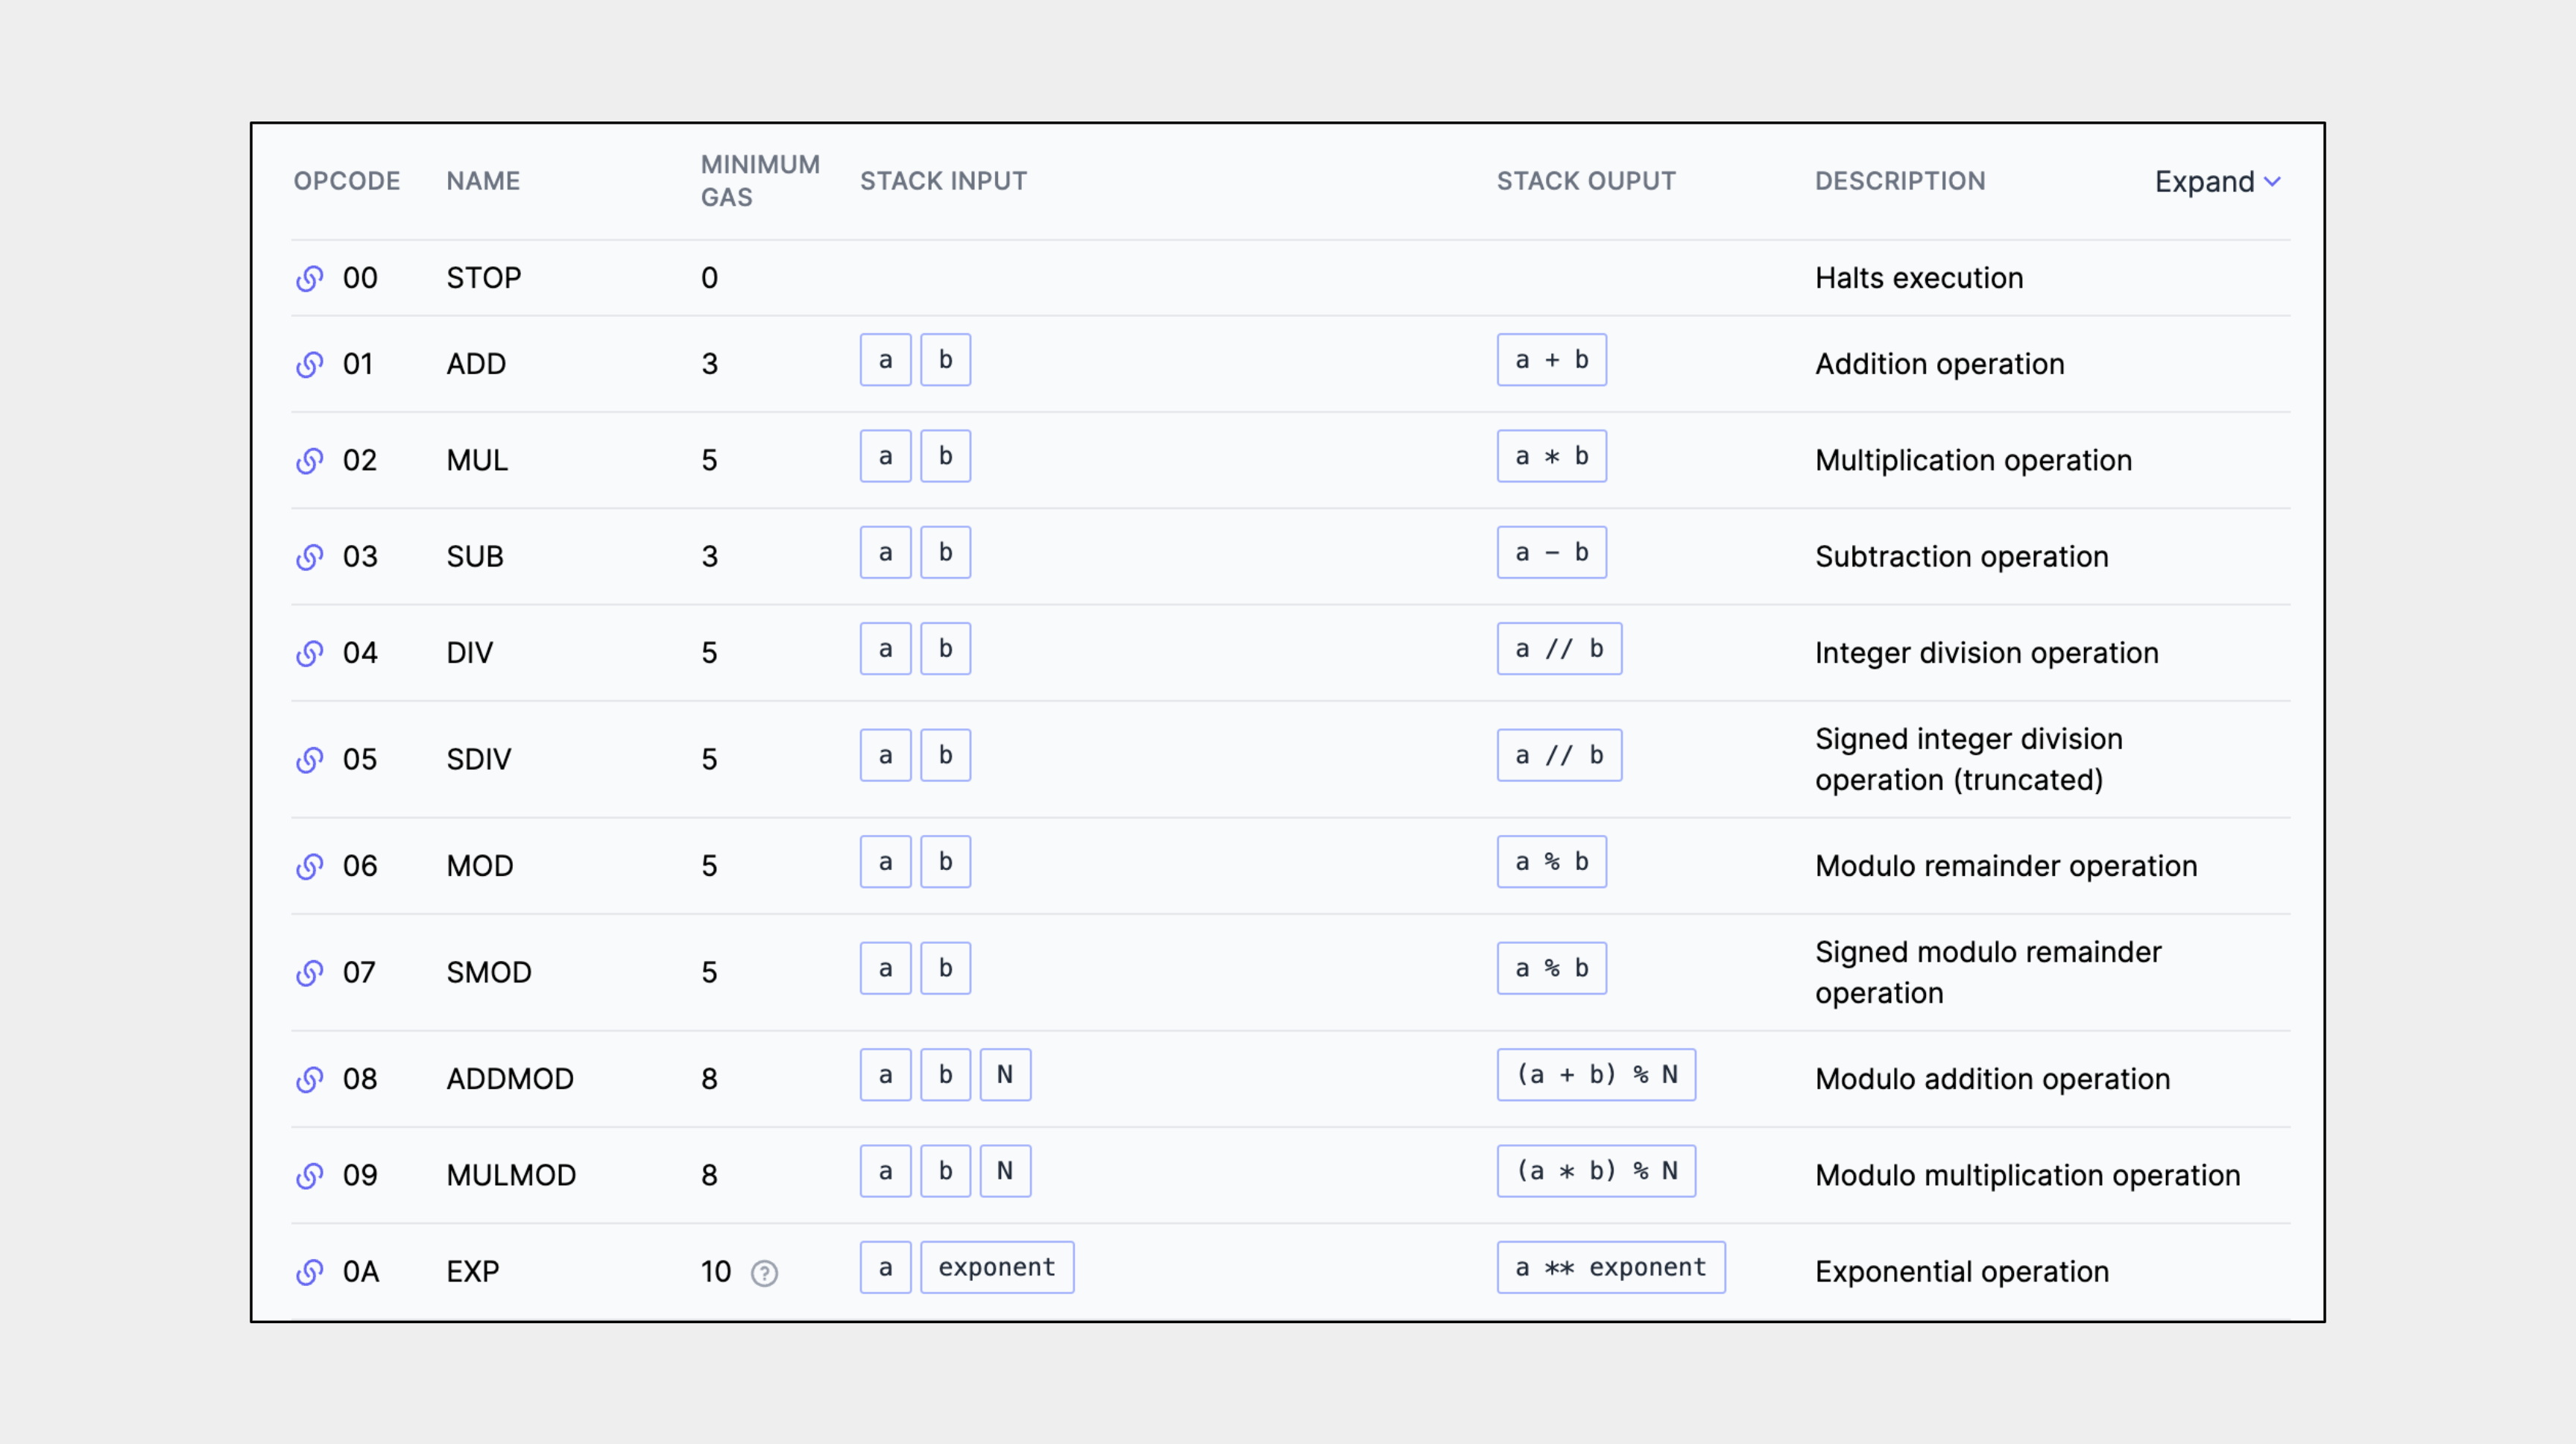 OPCODE NAME MINIMUM GAS STACK INPUT STACK OUPUT DESCRIPTION Expand
00 STOP 0 Halts execution
01 ADD 3 a b a + b Addition operation
02 MUL 5 a b a * b Multiplication operation
03 SUB 3 a b a - b Subtraction operation
04 DIV 5 a b a // b Integer division operation
05 SDIV 5 a b a // b Signed integer division
operation (truncated)
06 MOD 5 a b a % b Modulo remainder operation
07 SMOD 5 a b a % b Signed modulo remainder
operation
08 ADDMOD 8 a b N (a + b) % N Modulo addition operation
09 MULMOD 8 a b N (a * b) % N Modulo multiplication operation
0A EXP 10 ? a exponent a ** exponent Exponential operation